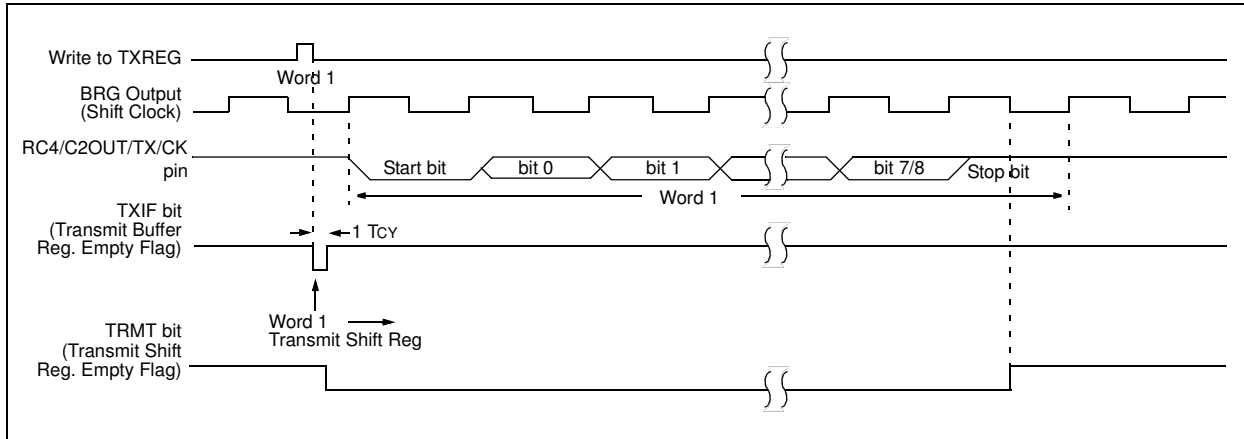 Write to TXREG
Word 1
BRG Output
(Shift Clock)
RC4/C2OUT/TX/CK
pin
Start bit
bit 0
bit 1
bit 7/8
Stop bit
Word 1
TXIF bit
(Transmit Buffer
Reg. Empty Flag)
1 TCY
Word 1
Transmit Shift Reg
TRMT bit
(Transmit Shift
Reg. Empty Flag)